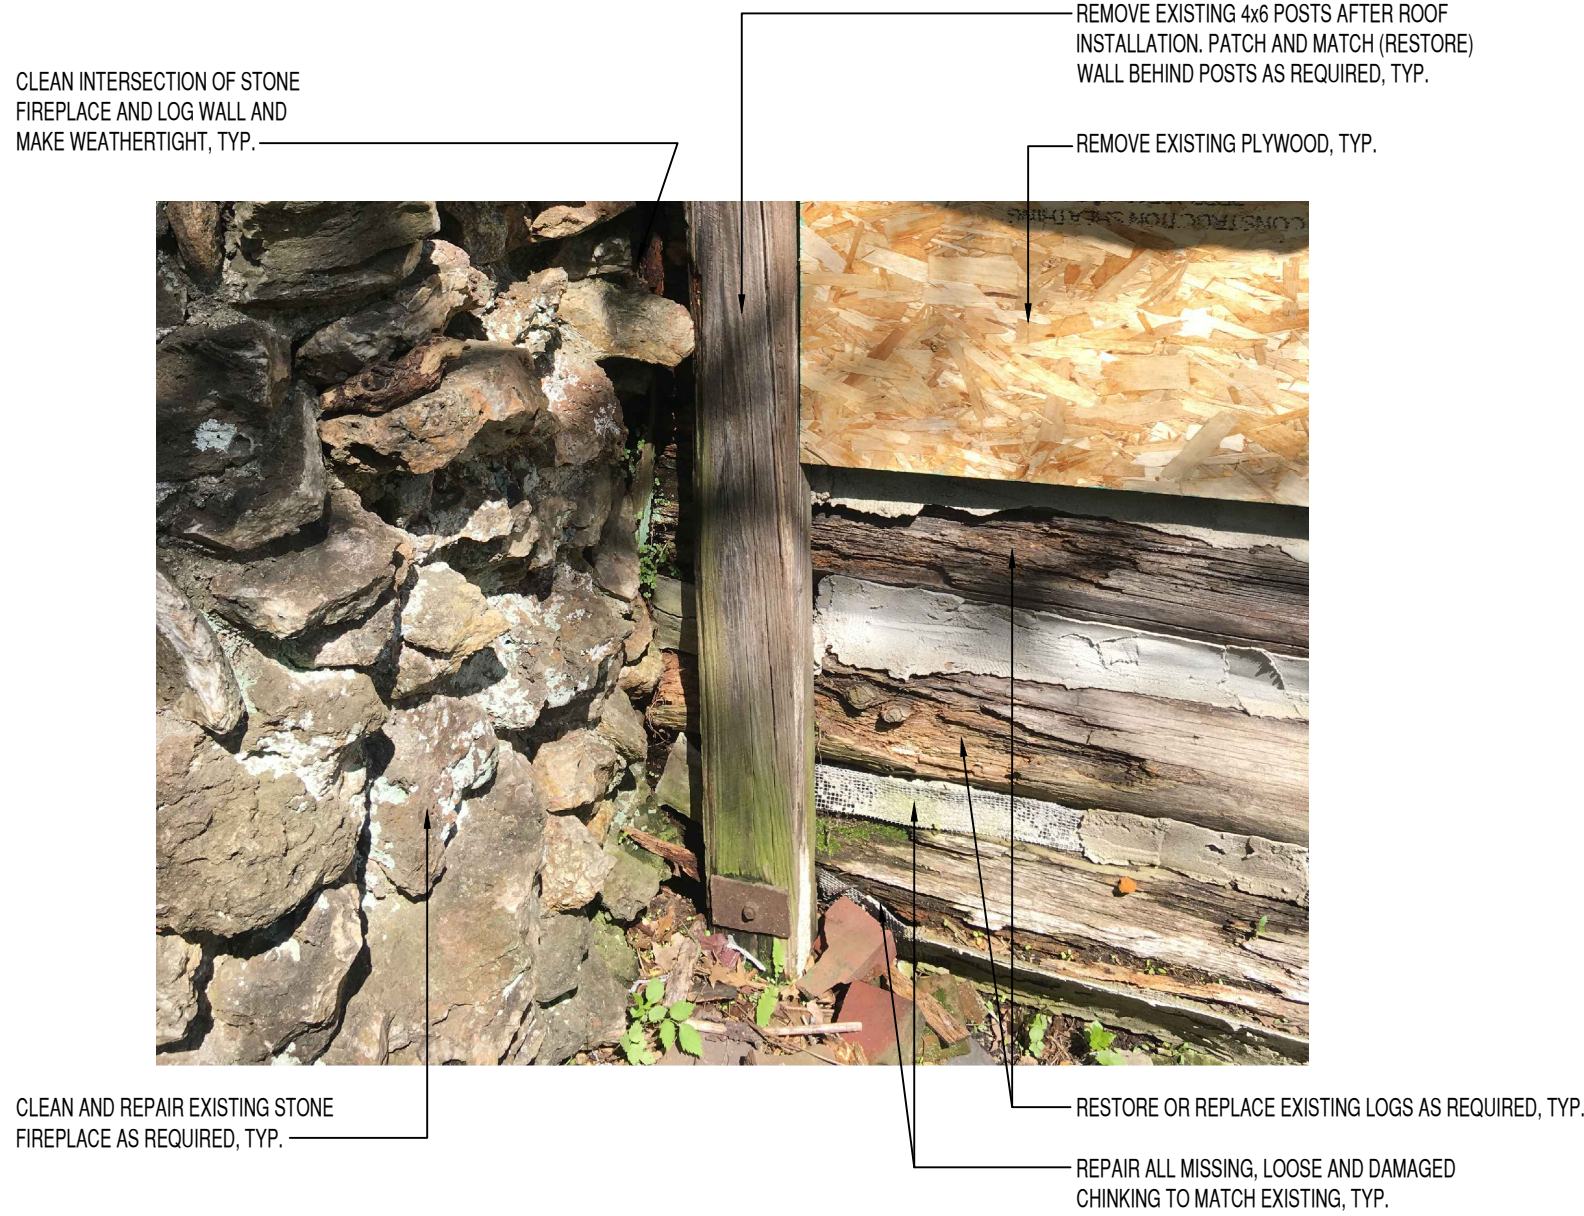 REMOVE EXISTING 4x6 POSTS AFTER ROOF
INSTALLATION. PATCH AND MATCH (RESTORE)
WALL BEHIND POSTS AS REQUIRED, TYP.
CLEAN INTERSECTION OF STONE
FIREPLACE AND LOG WALL AND
MAKE WEATHERTIGHT, TYP.
REMOVE EXISTING PLYWOOD, TYP.
CONSTRUCTION SHEATHING
CLEAN AND REPAIR EXISTING STONE
FIREPLACE AS REQUIRED, TYP.
RESTORE OR REPLACE EXISTING LOGS AS REQUIRED, TYP.
REPAIR ALL MISSING, LOOSE AND DAMAGED
CHINKING TO MATCH EXISTING, TYP.